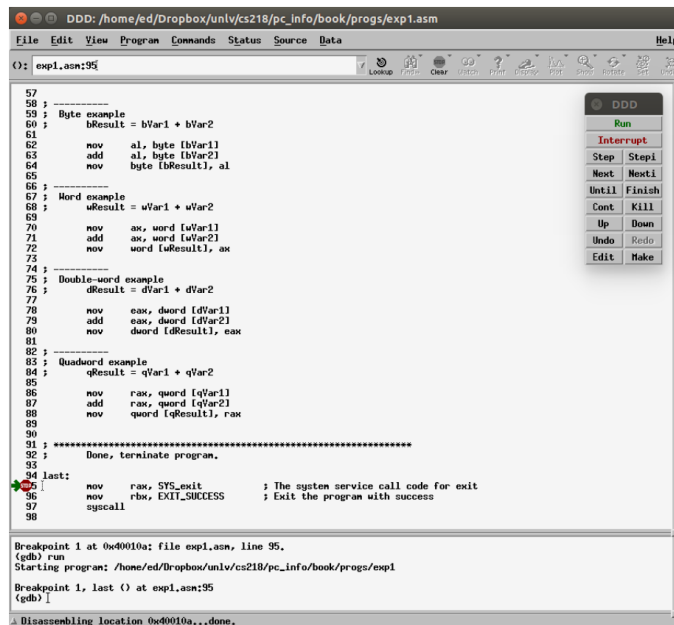 DDD: /home/ed/Dropbox/unlv/cs218/pc_info/book/progs/exp1.asm
File Edit View Program Commands Status Source Data Help
(): exp1.asm:95
Lookup Clear Watch Print Display Plot Rotate Set
57
58 ; ----------
59 ; Byte example
60 ; bResult = bVar1 + bVar2
61
62 mov al, byte [bVar1]
63 add al, byte [bVar2]
64 mov byte [bResult], al
65
66 ; ----------
67 ; Word example
68 ; wResult = wVar1 + wVar2
69
70 mov ax, word [wVar1]
71 add ax, word [wVar2]
72 mov word [wResult], ax
73
74 ; ----------
75 ; Double-word example
76 ; dResult = dVar1 + dVar2
77
78 mov eax, dword [dVar1]
79 add eax, dword [dVar2]
80 mov dword [dResult], eax
81
82 ; ----------
83 ; Quadword example
84 ; qResult = qVar1 + qVar2
85
86 mov rax, qword [qVar1]
87 add rax, qword [qVar2]
88 mov qword [qResult], rax
89
90
91 ; ************************************************************
92 ; Done, terminate program.
93
94 last:
STOP 5 mov rax, SYS_exit ; The system service call code for exit
96 mov rbx, EXIT_SUCCESS ; Exit the program with success
97 syscall
98
DDD
Run
Interrupt
Step Stepi
Next Nexti
Until Finish
Cont Kill
Up Down
Undo Redo
Edit Make
Breakpoint 1 at 0x40010a: file exp1.asm, line 95.
(gdb) run
Starting program: /home/ed/Dropbox/unlv/cs218/pc_info/book/progs/exp1
Breakpoint 1, last () at exp1.asm:95
(gdb)
Disassembling location 0x40010a...done.